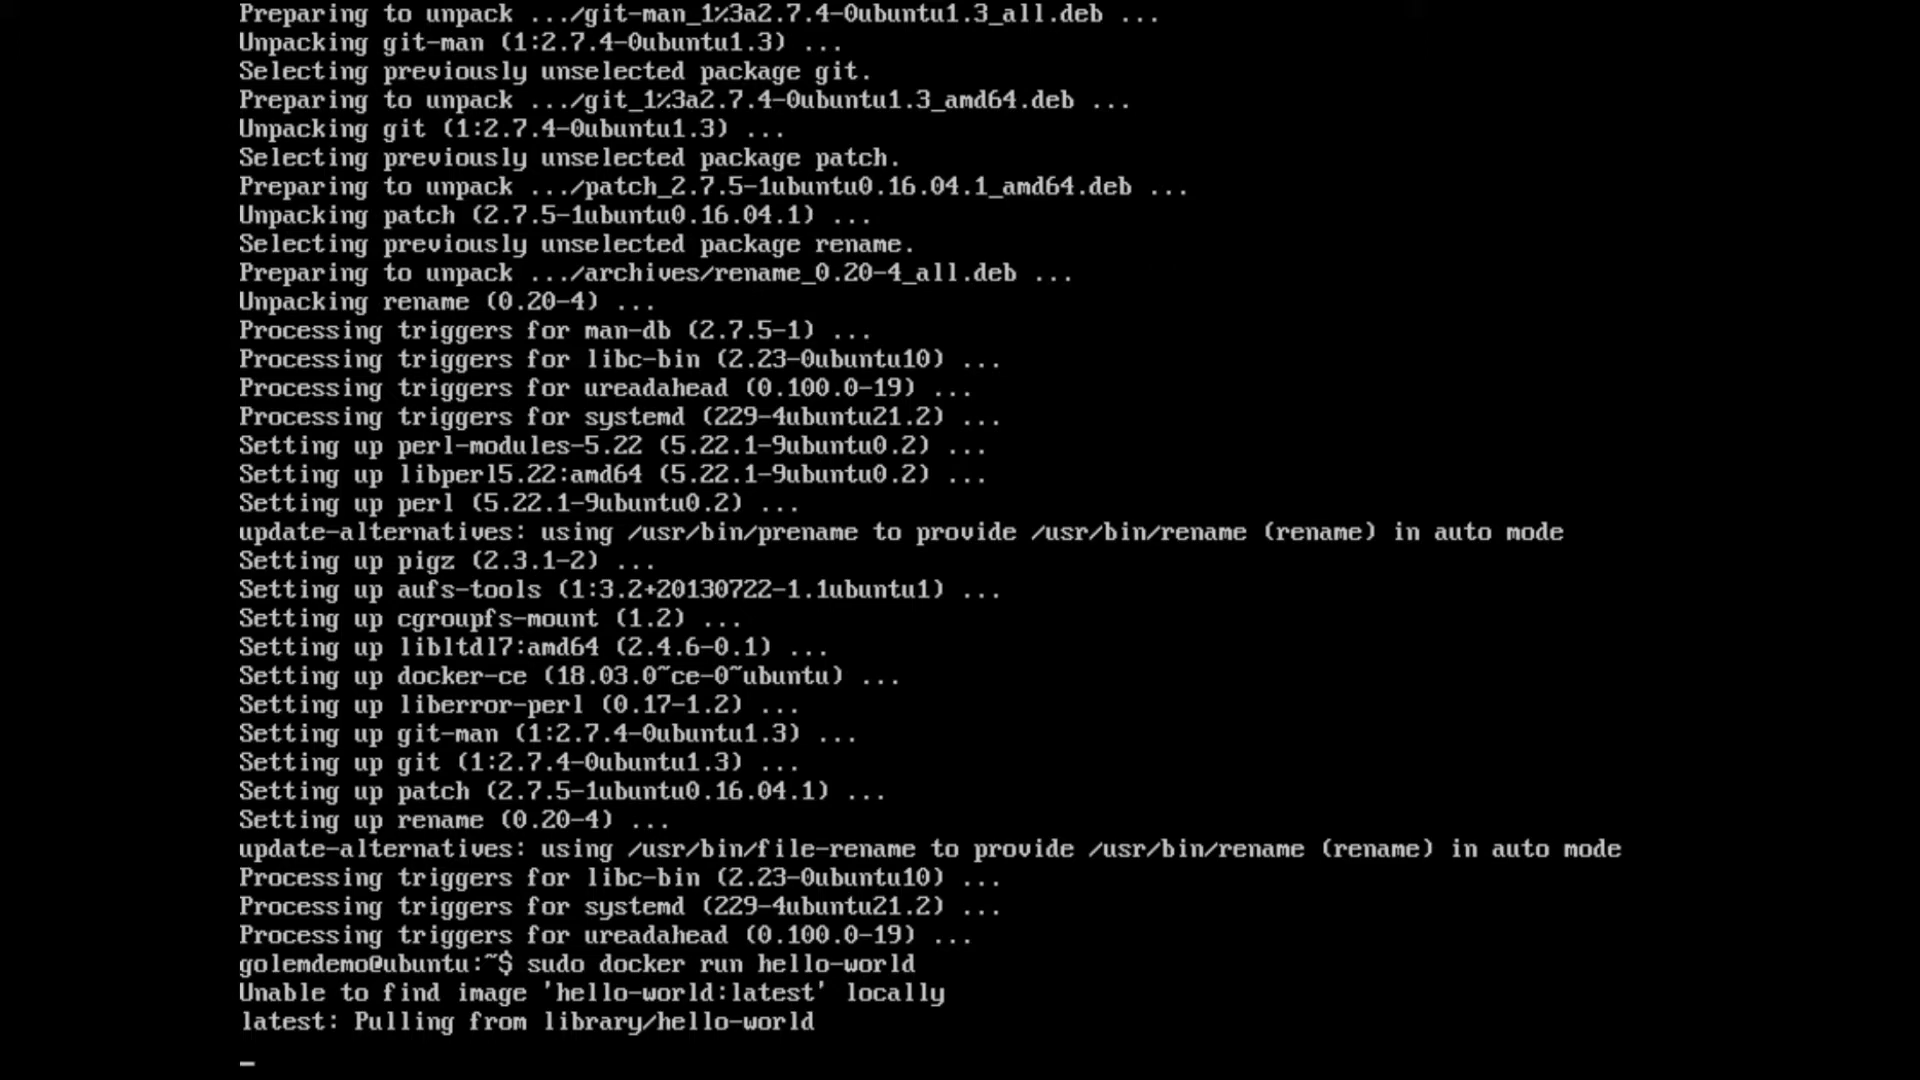 Preparing to unpack .../git-man_1%3a2.7.4-0ubuntu1.3_all.deb ...
Unpacking git-man (1:2.7.4-0ubuntu1.3) ...
Selecting previously unselected package git.
Preparing to unpack .../git_1%3a2.7.4-0ubuntu1.3_amd64.deb ...
Unpacking git (1:2.7.4-0ubuntu1.3) ...
Selecting previously unselected package patch.
Preparing to unpack .../patch_2.7.5-1ubuntu0.16.04.1_amd64.deb ...
Unpacking patch (2.7.5-1ubuntu0.16.04.1) ...
Selecting previously unselected package rename.
Preparing to unpack .../archives/rename_0.20-4_all.deb ...
Unpacking rename (0.20-4) ...
Processing triggers for man-db (2.7.5-1) ...
Processing triggers for libc-bin (2.23-0ubuntu10) ...
Processing triggers for ureadahead (0.100.0-19) ...
Processing triggers for systemd (229-4ubuntu21.2) ...
Setting up perl-modules-5.22 (5.22.1-9ubuntu0.2) ...
Setting up libperl5.22:amd64 (5.22.1-9ubuntu0.2) ...
Setting up perl (5.22.1-9ubuntu0.2) ...
update-alternatives: using /usr/bin/prename to provide /usr/bin/rename (rename) in auto mode
Setting up pigz (2.3.1-2) ...
Setting up aufs-tools (1:3.2+20130722-1.1ubuntu1) ...
Setting up cgroupfs-mount (1.2) ...
Setting up libltdl7:amd64 (2.4.6-0.1) ...
Setting up docker-ce (18.03.0~ce-0~ubuntu) ...
Setting up liberror-perl (0.17-1.2) ...
Setting up git-man (1:2.7.4-0ubuntu1.3) ...
Setting up git (1:2.7.4-0ubuntu1.3) ...
Setting up patch (2.7.5-1ubuntu0.16.04.1) ...
Setting up rename (0.20-4) ...
update-alternatives: using /usr/bin/file-rename to provide /usr/bin/rename (rename) in auto mode
Processing triggers for libc-bin (2.23-0ubuntu10) ...
Processing triggers for systemd (229-4ubuntu21.2) ...
Processing triggers for ureadahead (0.100.0-19) ...
golemdemo@ubuntu:~$ sudo docker run hello-world
Unable to find image 'hello-world:latest' locally
latest: Pulling from library/hello-world